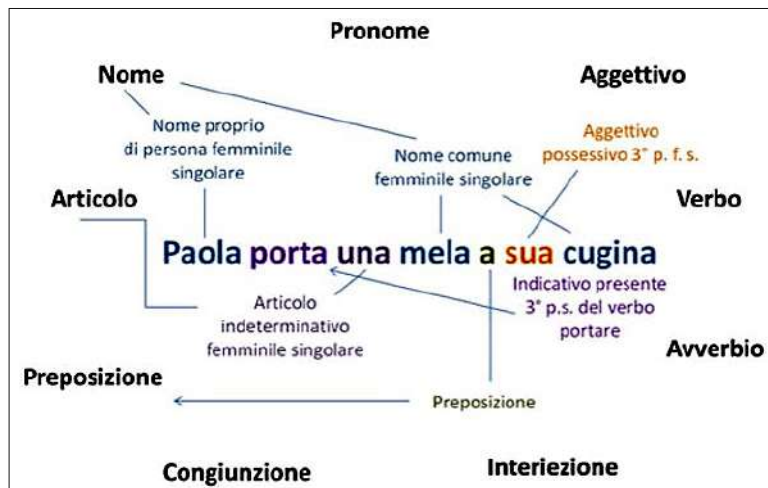 Pronome
Nome
Aggettivo
Nome proprio
di persona femminile
singolare
Aggettivo
possessivo 3° p. f. s.
Nome comune
femminile singolare
Articolo
Verbo
Paola porta una mela a sua cugina
Articolo
indeterminativo
femminile singolare
Indicativo presente
3° p.s. del verbo
portare
Avverbio
Preposizione
Preposizione
Congiunzione
Interiezione